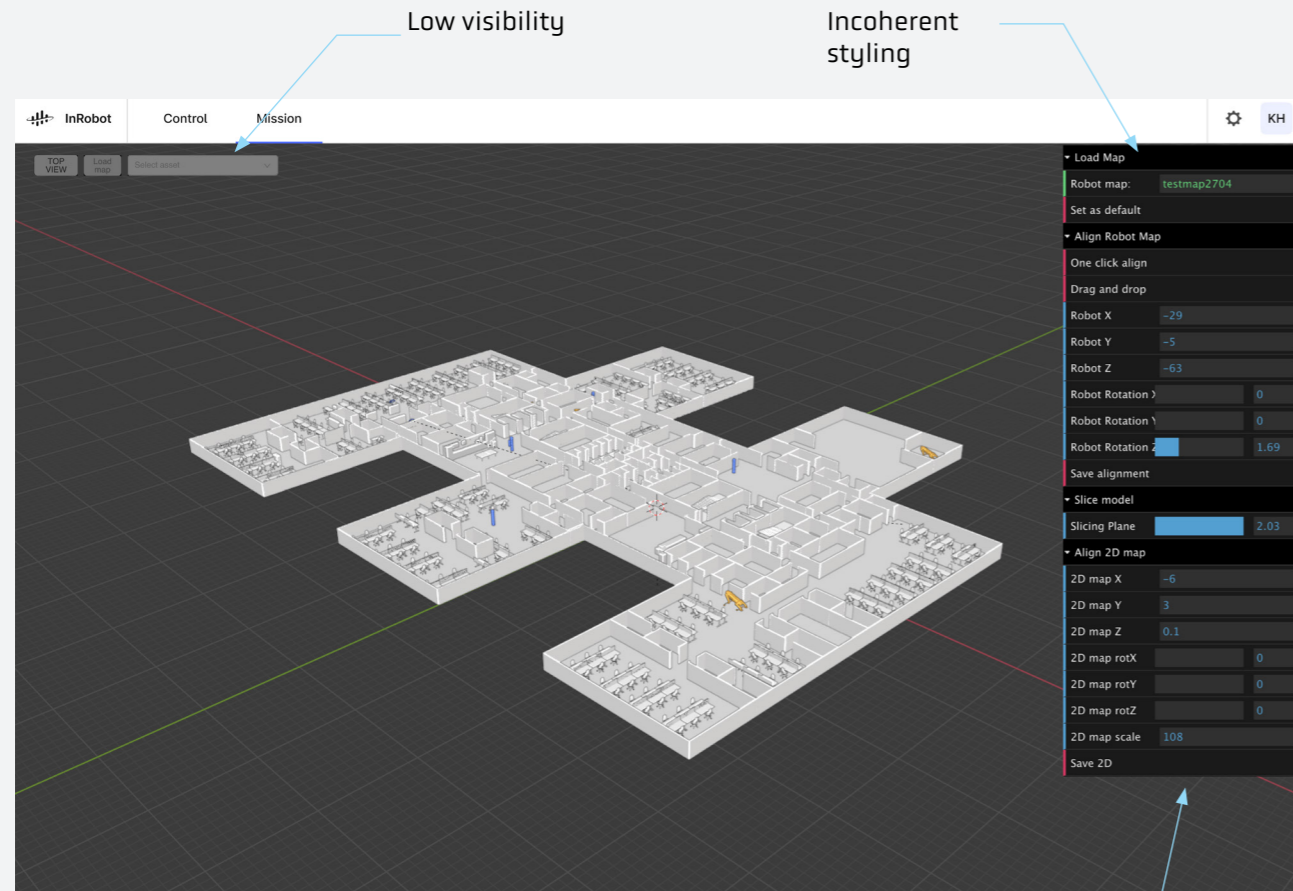 Low visibility
Incoherent
styling
InRobot
Control
Mission
KH
TOP
VIEW
Load
map
Select asset
Load Map
Robot map:
testmap2704
Set as default
Align Robot Map
One click align
Drag and drop
Robot X
-29
Robot Y
-5
Robot Z
-63
Robot Rotation X
0
Robot Rotation Y
0
Robot Rotation Z
1.69
Save alignment
Slice model
Slicing Plane
2.03
Align 2D map
2D map X
-6
2D map Y
3
2D map Z
0.1
2D map rotX
0
2D map rotY
0
2D map rotZ
0
2D map scale
108
Save 2D